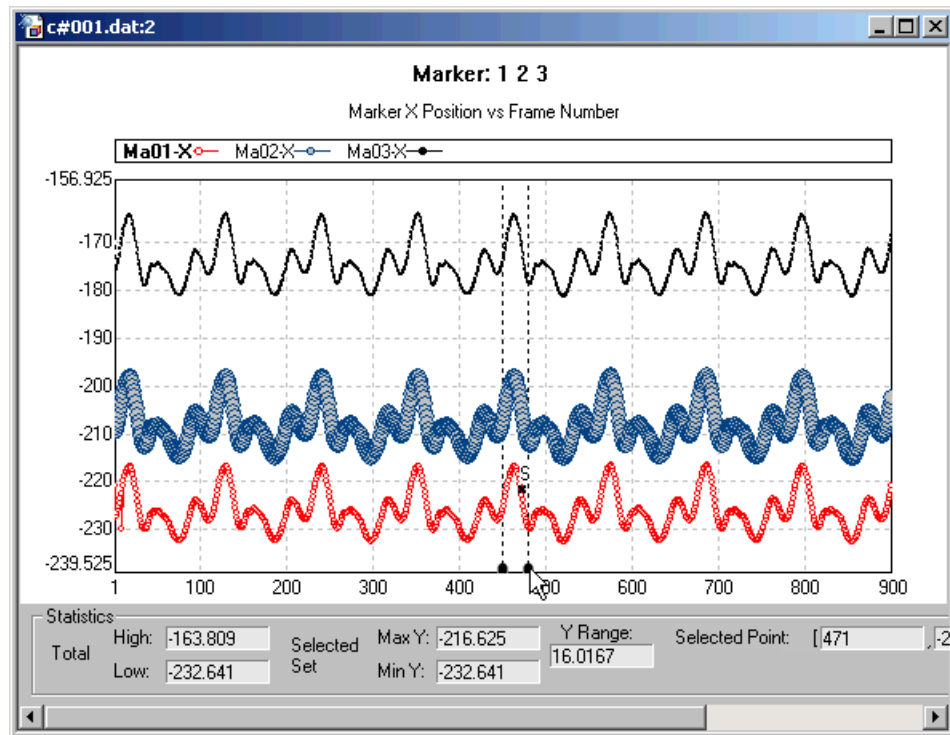 c#001.dat:2
Marker: 1 2 3
Marker X Position vs Frame Number
Ma01-X Ma02-X Ma03-X
-156.925
-170
-180
-190
-200
-210
-220
S
-230
-239.525
1 100 200 300 400 500 600 700 800 900
Statistics
Total
High: -163.809
Low: -232.641
Selected Set
Max Y: -216.625
Min Y: -232.641
Y Range:
16.0167
Selected Point: [ 471 , -2